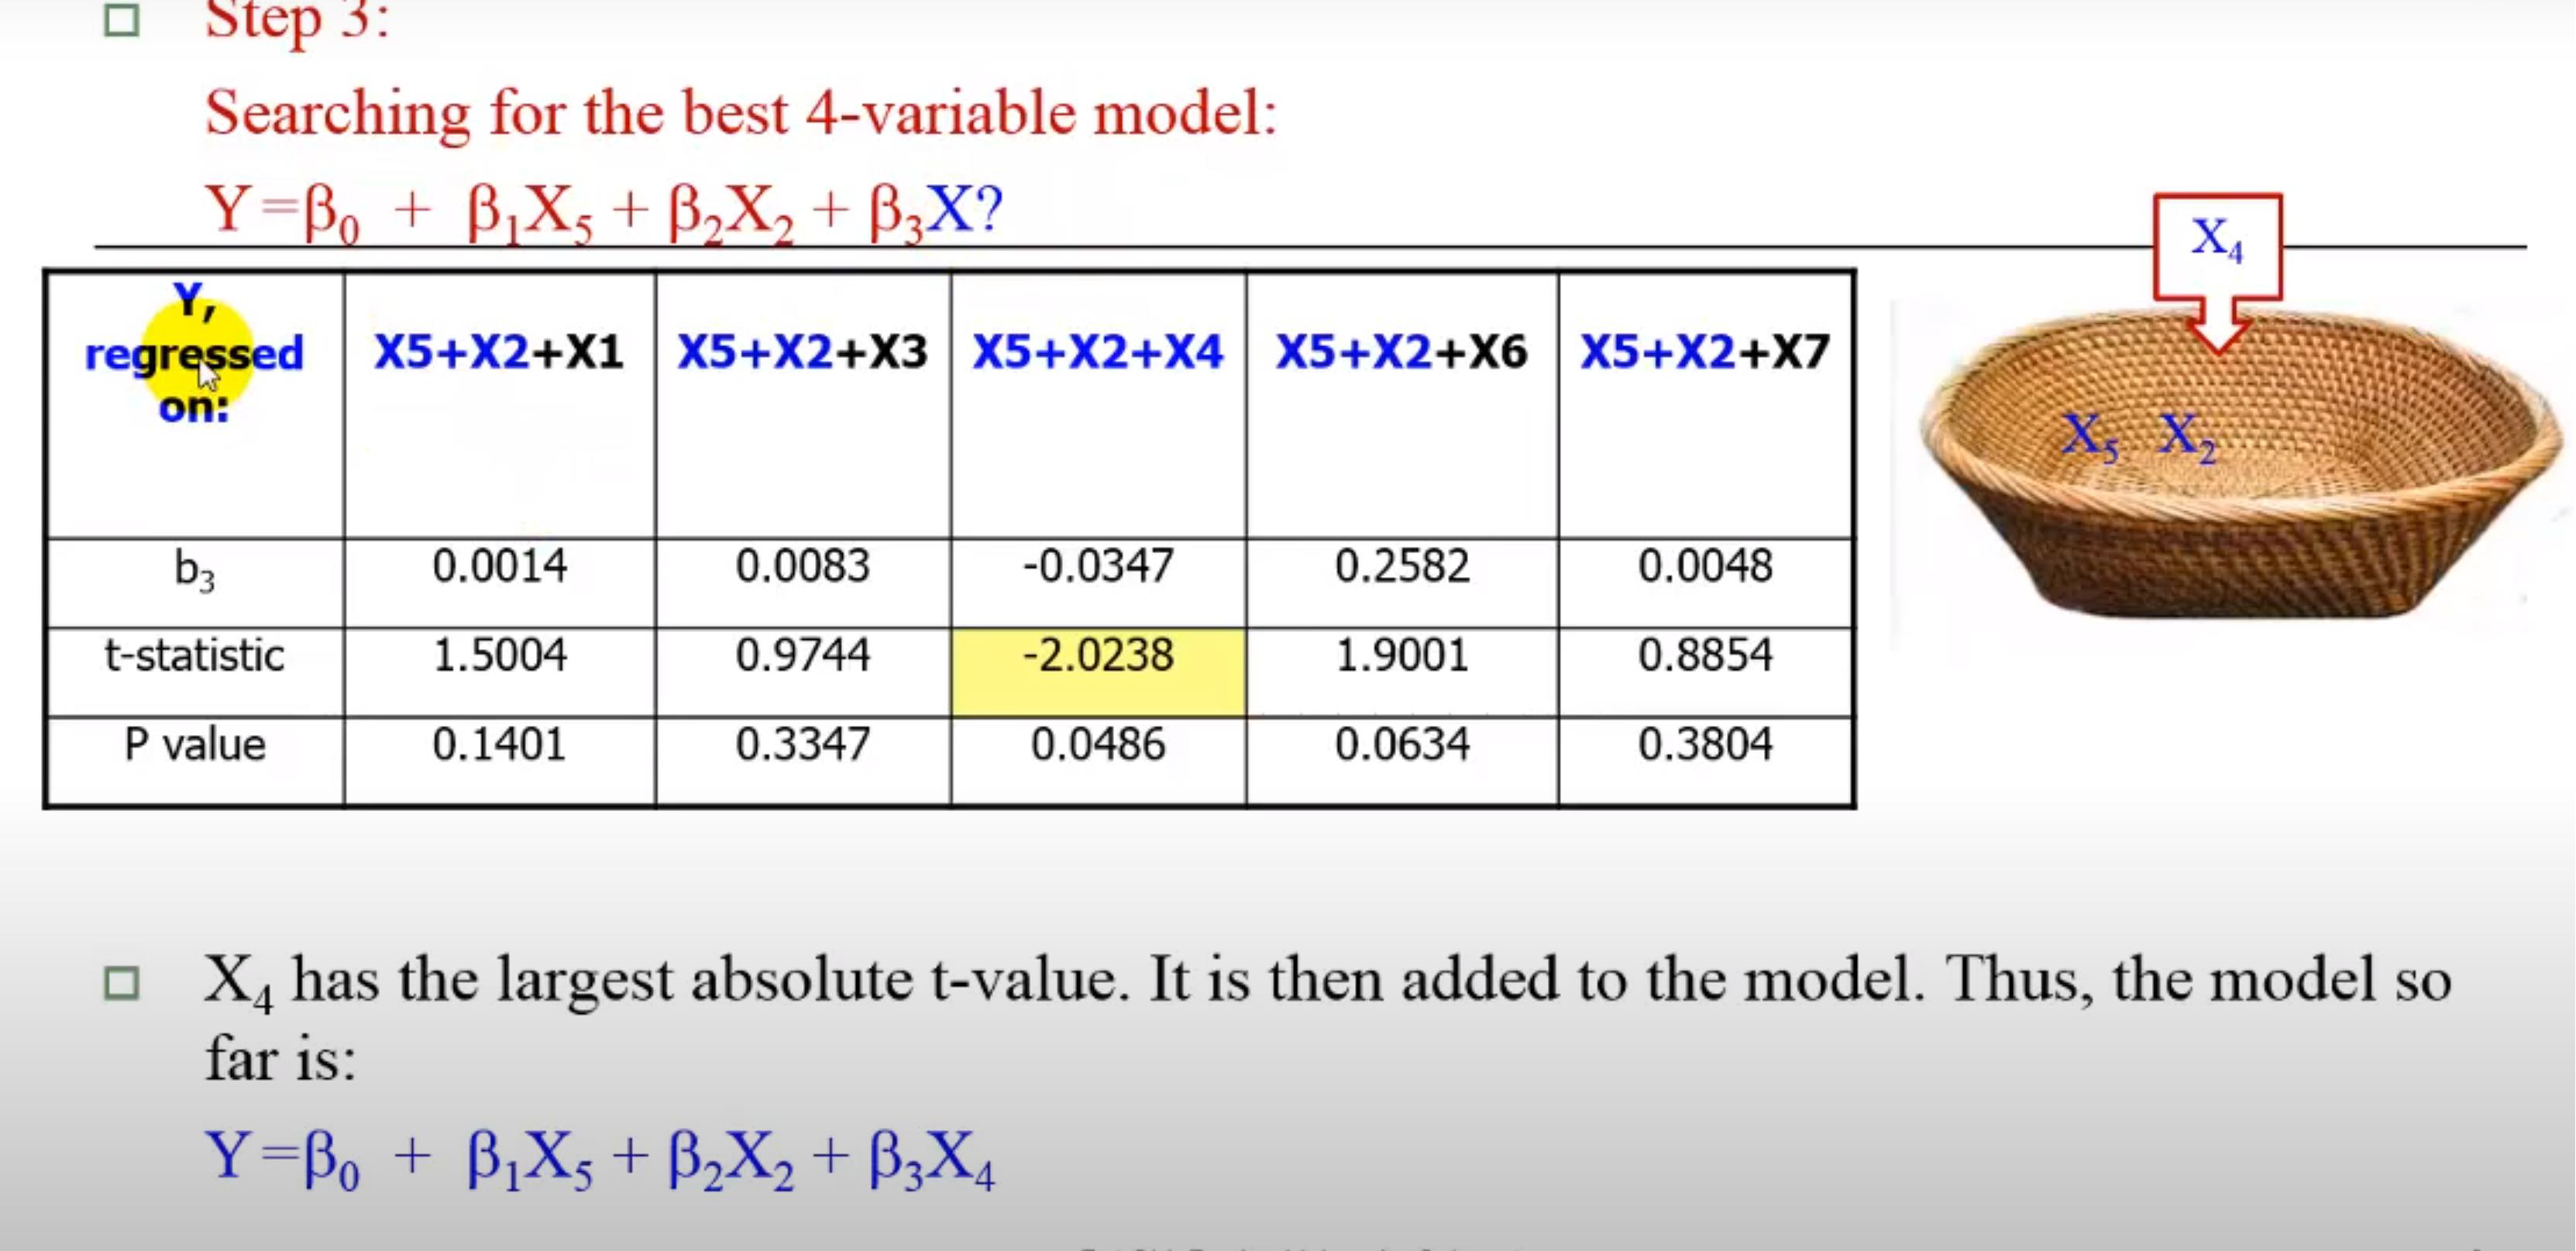 Step 3:
Searching for the best 4-variable model:
Y=β₀ + β₁X₅ + β₂X₂ + β₃X?
X₄
Y, regressed on: X5+X2+X1 X5+X2+X3 X5+X2+X4 X5+X2+X6 X5+X2+X7
X₅ X₂
b₃ 0.0014 0.0083 -0.0347 0.2582 0.0048
t-statistic 1.5004 0.9744 -2.0238 1.9001 0.8854
P value 0.1401 0.3347 0.0486 0.0634 0.3804
X₄ has the largest absolute t-value. It is then added to the model. Thus, the model so
far is:
Y=β₀ + β₁X₅ + β₂X₂ + β₃X₄